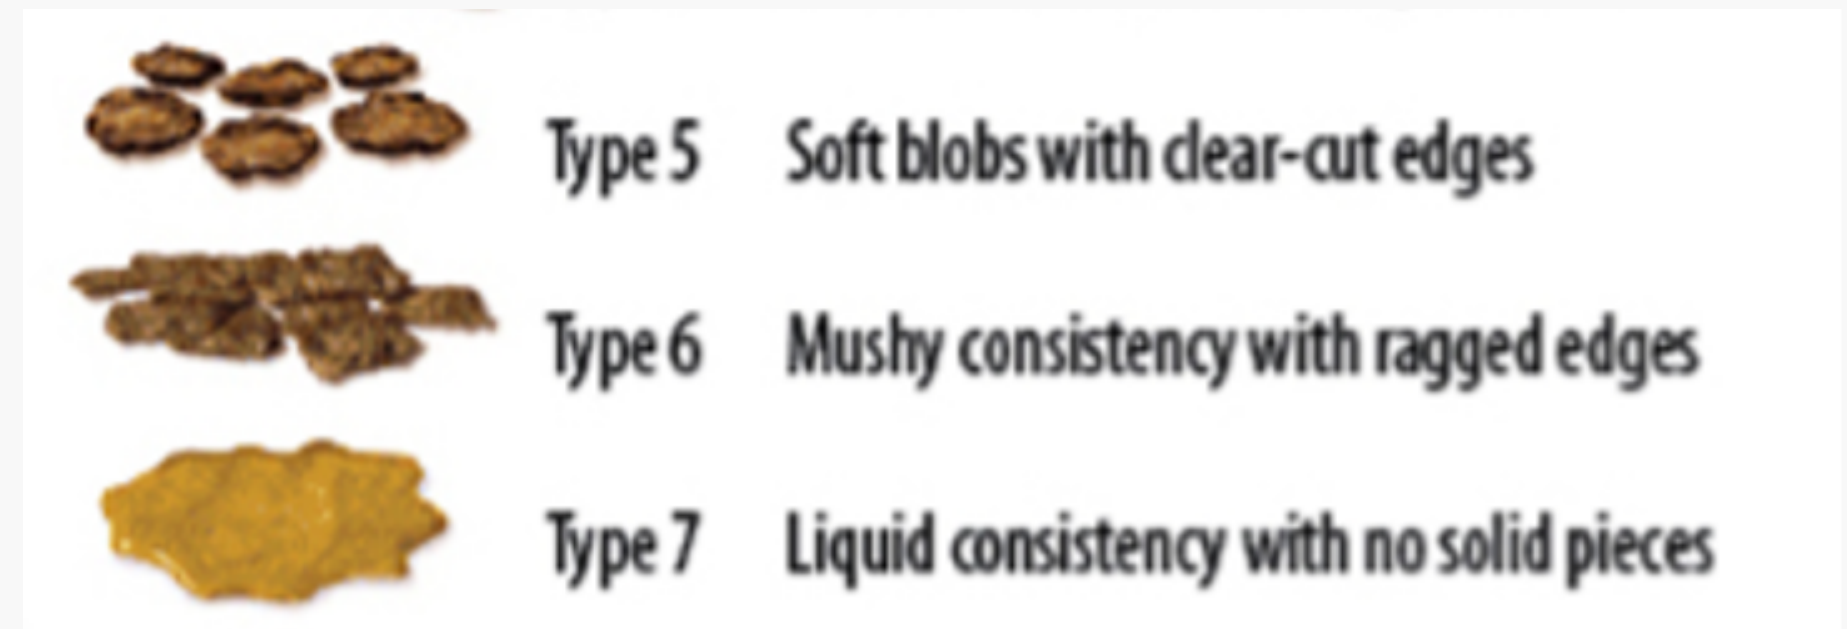 Type 5 Soft blobs with clear-cut edges
Type 6 Mushy consistency with ragged edges
Type 7 Liquid consistency with no solid pieces